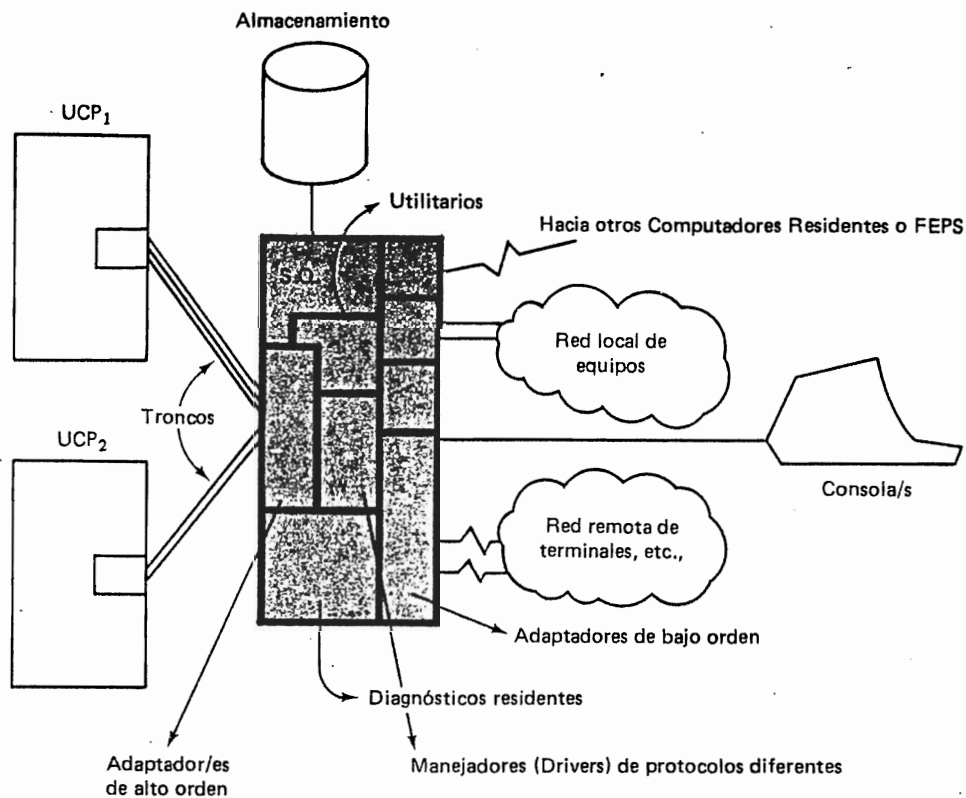 Almacenamiento
UCP1
Utilitarios
Hacia otros Computadores Residentes o FEPS
S.O.
Red local de
equipos
Troncos
UCP2
Consola/s
Red remota de
terminales, etc.,
Adaptadores de bajo orden
Diagnósticos residentes
Adaptador/es
de alto orden
Manejadores (Drivers) de protocolos diferentes